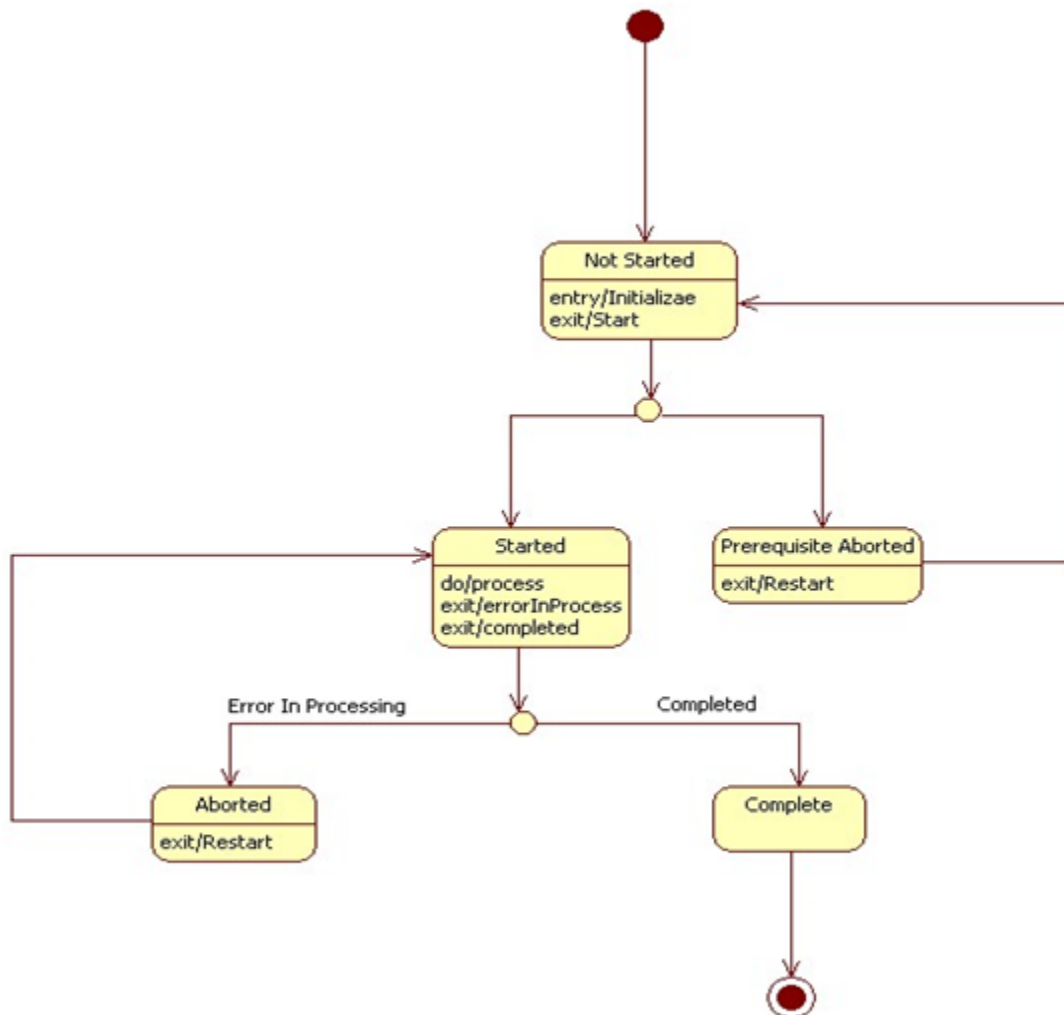 Not Started
entry/Initializae
exit/Start
Started
do/process
exit/errorInProcess
exit/completed
Prerequisite Aborted
exit/Restart
Error In Processing
Completed
Aborted
exit/Restart
Complete